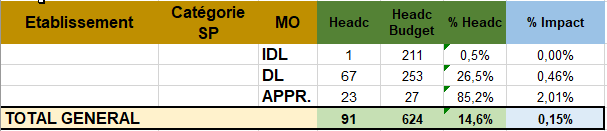 Etablissement Catégorie SP MO Headc Headc Budget % Headc % Impact
IDL 1 211 0,5% 0,00%
DL 67 253 26,5% 0,46%
APPR. 23 27 85,2% 2,01%
TOTAL GENERAL 91 624 14,6% 0,15%